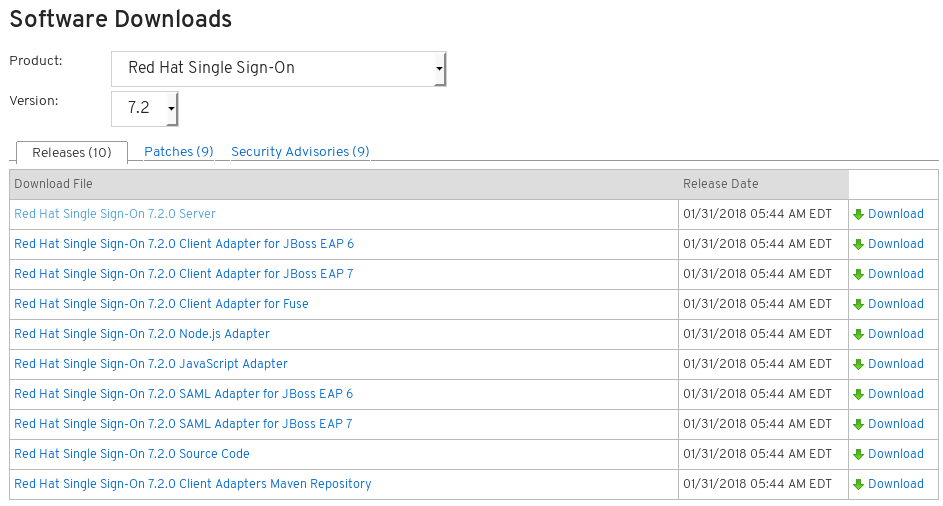 Software Downloads
Product: Red Hat Single Sign-On
Version: 7.2
Releases (10) Patches (9) Security Advisories (9)
Download File Release Date
Red Hat Single Sign-On 7.2.0 Server 01/31/2018 05:44 AM EDT Download
Red Hat Single Sign-On 7.2.0 Client Adapter for JBoss EAP 6 01/31/2018 05:44 AM EDT Download
Red Hat Single Sign-On 7.2.0 Client Adapter for JBoss EAP 7 01/31/2018 05:44 AM EDT Download
Red Hat Single Sign-On 7.2.0 Client Adapter for Fuse 01/31/2018 05:44 AM EDT Download
Red Hat Single Sign-On 7.2.0 Node.js Adapter 01/31/2018 05:44 AM EDT Download
Red Hat Single Sign-On 7.2.0 JavaScript Adapter 01/31/2018 05:44 AM EDT Download
Red Hat Single Sign-On 7.2.0 SAML Adapter for JBoss EAP 6 01/31/2018 05:44 AM EDT Download
Red Hat Single Sign-On 7.2.0 SAML Adapter for JBoss EAP 7 01/31/2018 05:44 AM EDT Download
Red Hat Single Sign-On 7.2.0 Source Code 01/31/2018 05:44 AM EDT Download
Red Hat Single Sign-On 7.2.0 Client Adapters Maven Repository 01/31/2018 05:44 AM EDT Download